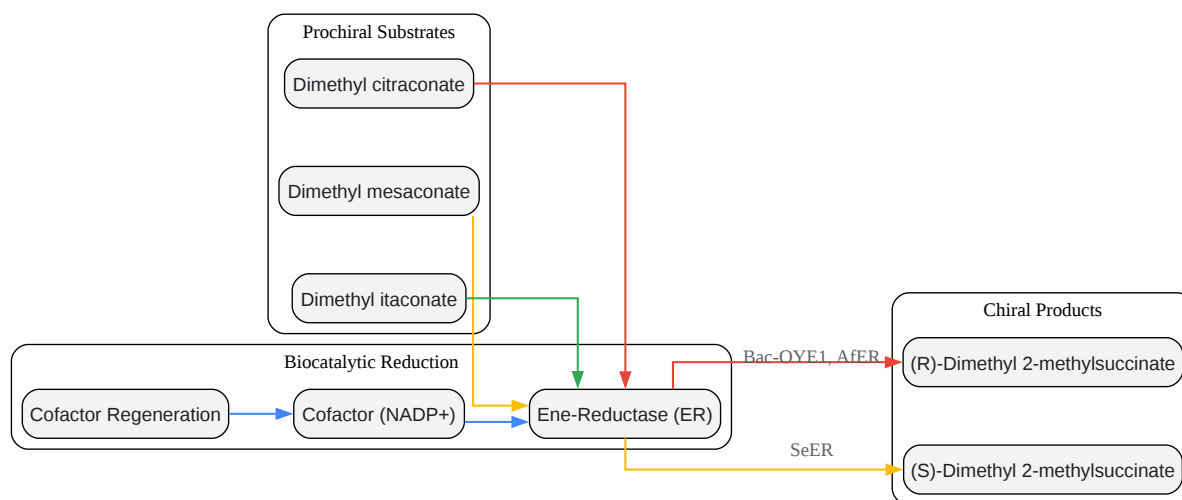 Prochiral Substrates
Dimethyl citraconate
Dimethyl mesaconate
Dimethyl itaconate
Biocatalytic Reduction
Cofactor Regeneration
Cofactor (NADP+)
Ene-Reductase (ER)
Bac-OYE1, AfER
SeER
Chiral Products
(R)-Dimethyl 2-methylsuccinate
(S)-Dimethyl 2-methylsuccinate